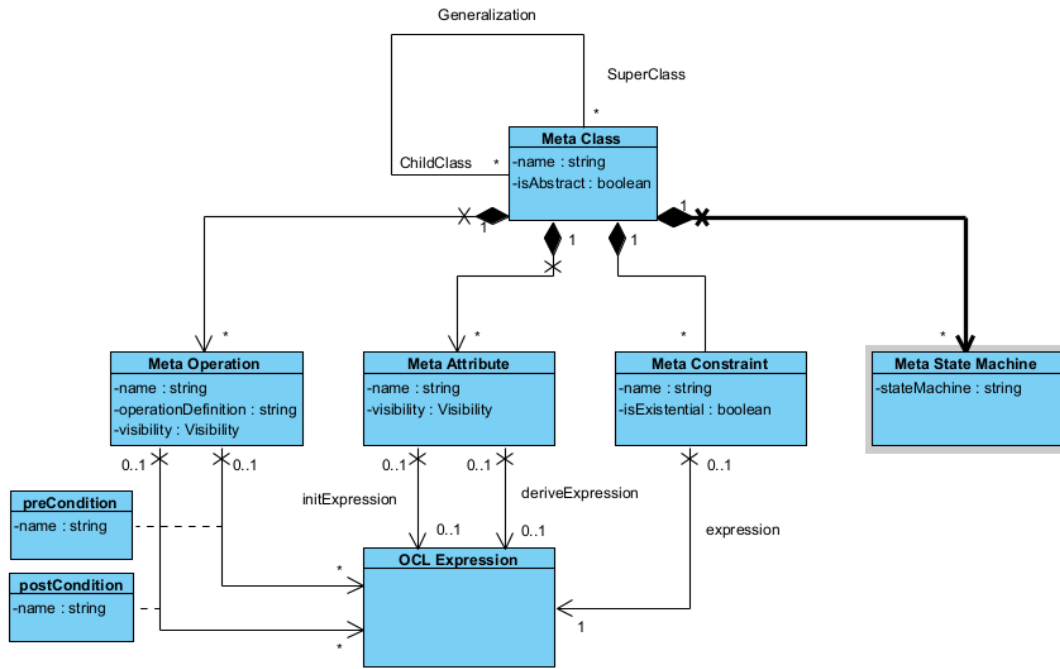 Generalization
SuperClass
*
Meta Class
-name : string
-isAbstract : boolean
ChildClass
*
1
1
1
1
*
*
*
*
Meta Operation
-name : string
-operationDefinition : string
-visibility : Visibility
Meta Attribute
-name : string
-visibility : Visibility
Meta Constraint
-name : string
-isExistential : boolean
Meta State Machine
-stateMachine : string
0..1
0..1
0..1
0..1
0..1
initExpression
deriveExpression
preCondition
-name : string
expression
0..1
0..1
OCL Expression
*
postCondition
-name : string
1
*